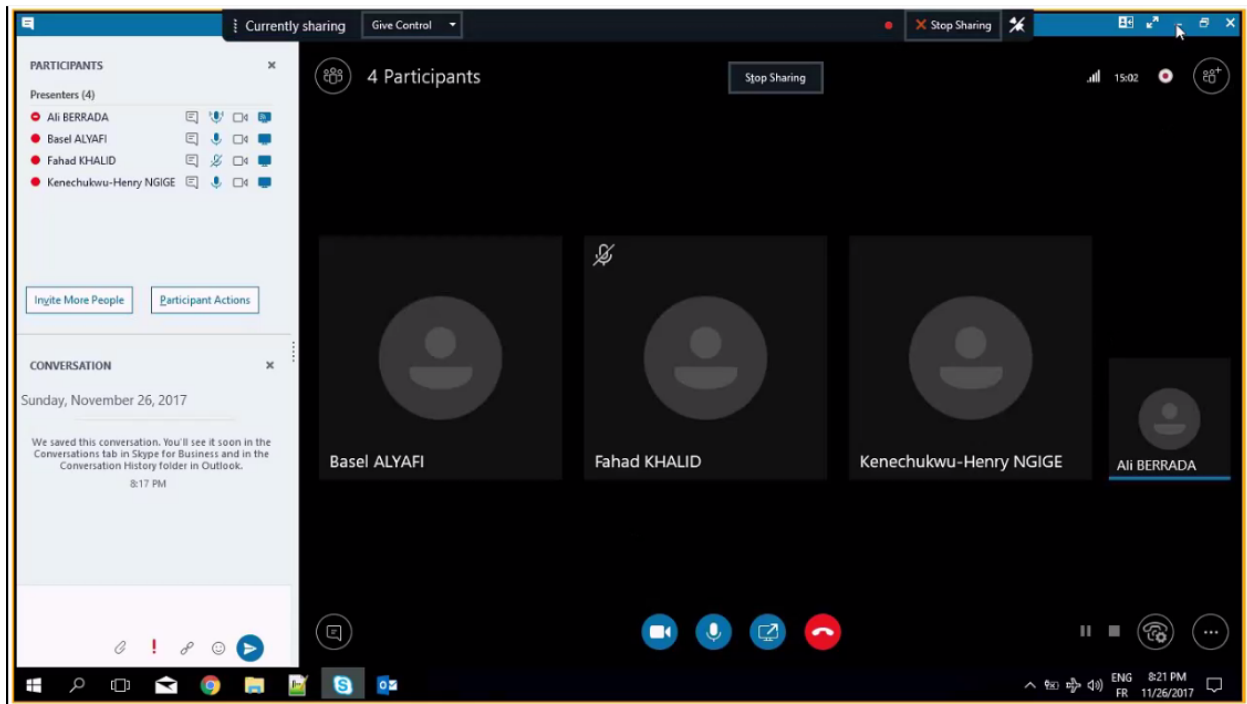 Currently sharing
Give Control
Stop Sharing
PARTICIPANTS
Presenters (4)
Ali BERRADA
Basel ALYAFI
Fahad KHALID
Kenechukwu-Henry NGIGE
Invite More People
Participant Actions
CONVERSATION
Sunday, November 26, 2017
We saved this conversation. You'll see it soon in the
Conversations tab in Skype for Business and in the
Conversation History folder in Outlook.
8:17 PM
4 Participants
Stop Sharing
15:02
Basel ALYAFI
Fahad KHALID
Kenechukwu-Henry NGIGE
Ali BERRADA
ENG
FR
8:21 PM
11/26/2017